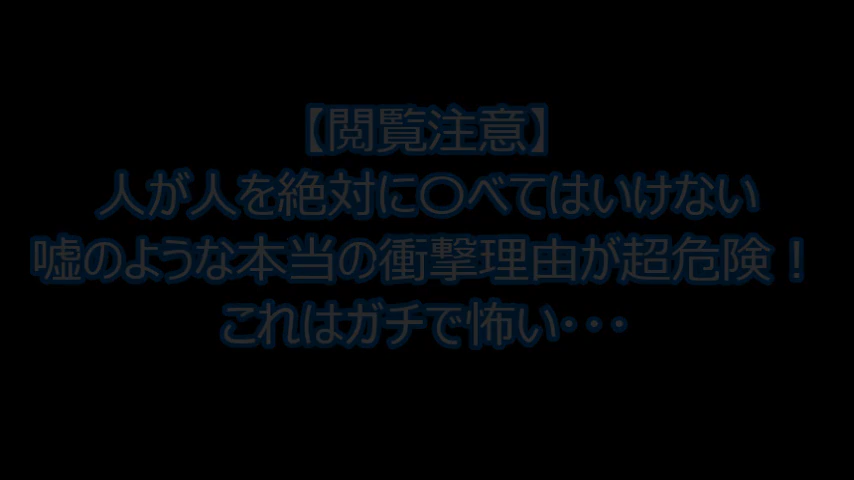 【閲覧注意】
人が人を絶対に〇べてはいけない
嘘のような本当の衝撃理由が超危険！
これはガチで怖い・・・